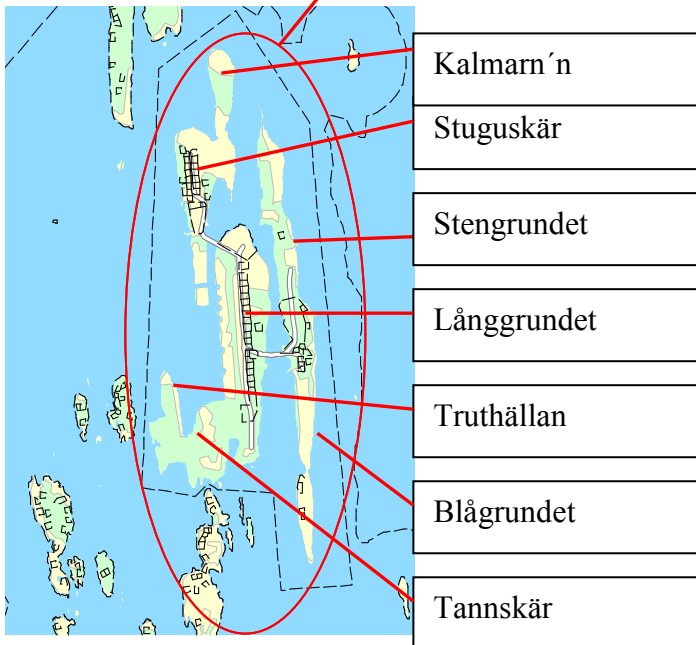 Kalmarn´n
Stuguskär
Stengrundet
Långgrundet
Truthällan
Blågrundet
Tannskär